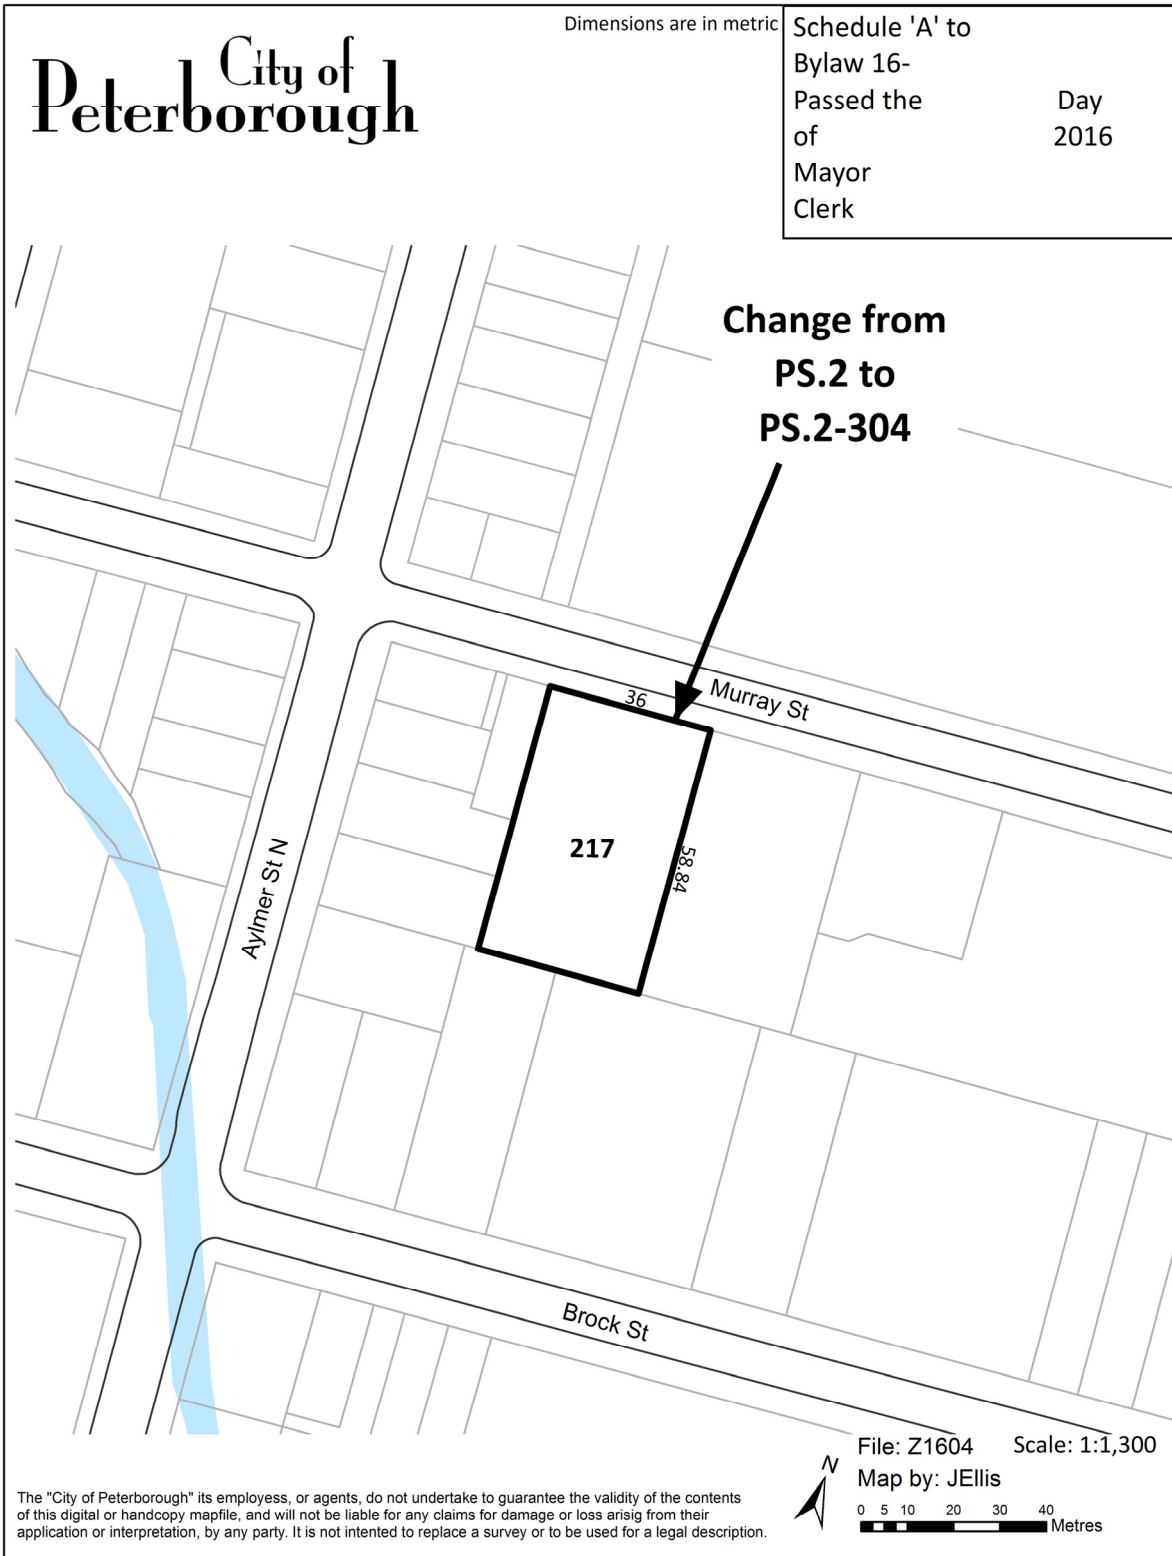 City of
Peterborough
Dimensions are in metric
Schedule 'A' to
Bylaw 16-
Passed the Day
of 2016
Mayor
Clerk
Change from
PS.2 to
PS.2-304
36
Murray St
217
58.84
Aylmer St N
Brock St
N
File: Z1604 Scale: 1:1,300
Map by: JEllis
0 5 10 20 30 40
Metres
The "City of Peterborough" its employess, or agents, do not undertake to guarantee the validity of the contents
of this digital or handcopy mapfile, and will not be liable for any claims for damage or loss arisig from their
application or interpretation, by any party. It is not intended to replace a survey or to be used for a legal description.